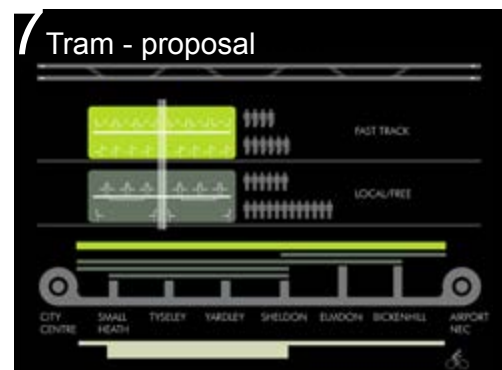 7 Tram - proposal
FAST TRACK
LOCAL/FREE
CITY CENTRE
SMALL HEATH
TYSELEY
YARDLEY
SHELDON
ELMDON
BICKENHILL
AIRPORT NEC